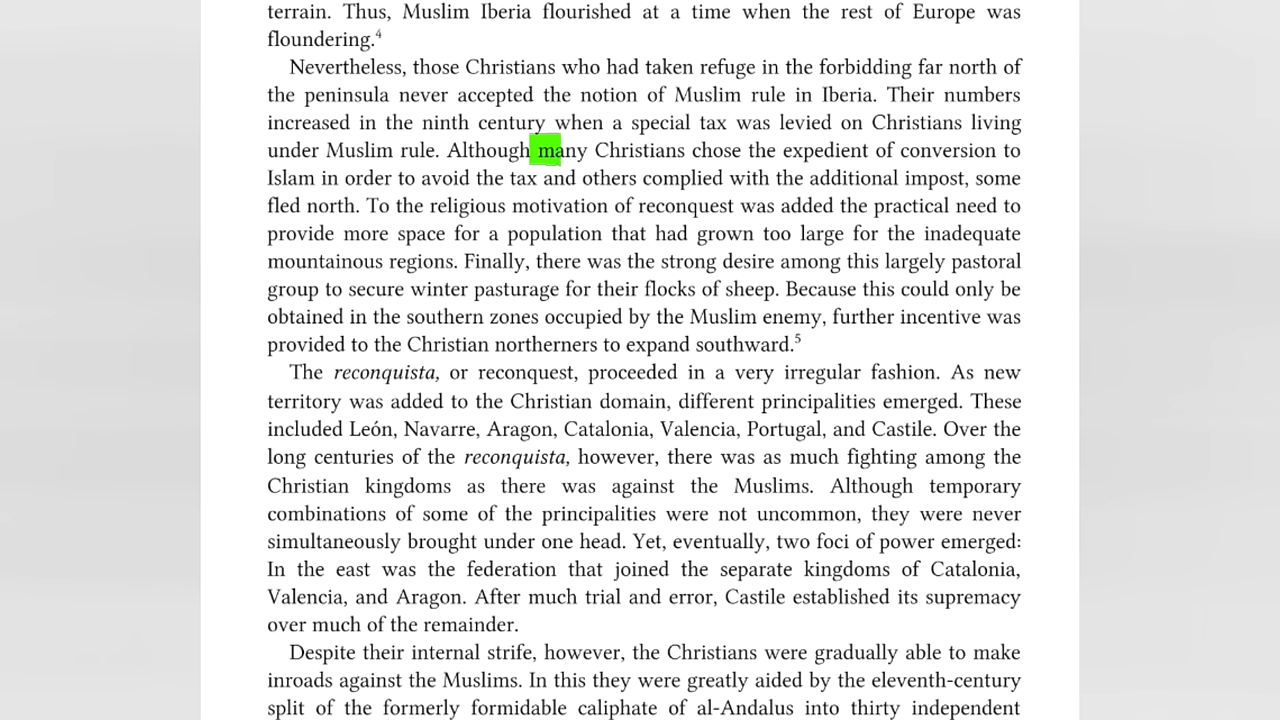 terrain. Thus, Muslim Iberia flourished at a time when the rest of Europe was
floundering.4
Nevertheless, those Christians who had taken refuge in the forbidding far north of
the peninsula never accepted the notion of Muslim rule in Iberia. Their numbers
increased in the ninth century when a special tax was levied on Christians living
under Muslim rule. Although many Christians chose the expedient of conversion to
Islam in order to avoid the tax and others complied with the additional impost, some
fled north. To the religious motivation of reconquest was added the practical need to
provide more space for a population that had grown too large for the inadequate
mountainous regions. Finally, there was the strong desire among this largely pastoral
group to secure winter pasturage for their flocks of sheep. Because this could only be
obtained in the southern zones occupied by the Muslim enemy, further incentive was
provided to the Christian northerners to expand southward.5
The reconquista, or reconquest, proceeded in a very irregular fashion. As new
territory was added to the Christian domain, different principalities emerged. These
included León, Navarre, Aragon, Catalonia, Valencia, Portugal, and Castile. Over the
long centuries of the reconquista, however, there was as much fighting among the
Christian kingdoms as there was against the Muslims. Although temporary
combinations of some of the principalities were not uncommon, they were never
simultaneously brought under one head. Yet, eventually, two foci of power emerged:
In the east was the federation that joined the separate kingdoms of Catalonia,
Valencia, and Aragon. After much trial and error, Castile established its supremacy
over much of the remainder.
Despite their internal strife, however, the Christians were gradually able to make
inroads against the Muslims. In this they were greatly aided by the eleventh-century
split of the formerly formidable caliphate of al-Andalus into thirty independent